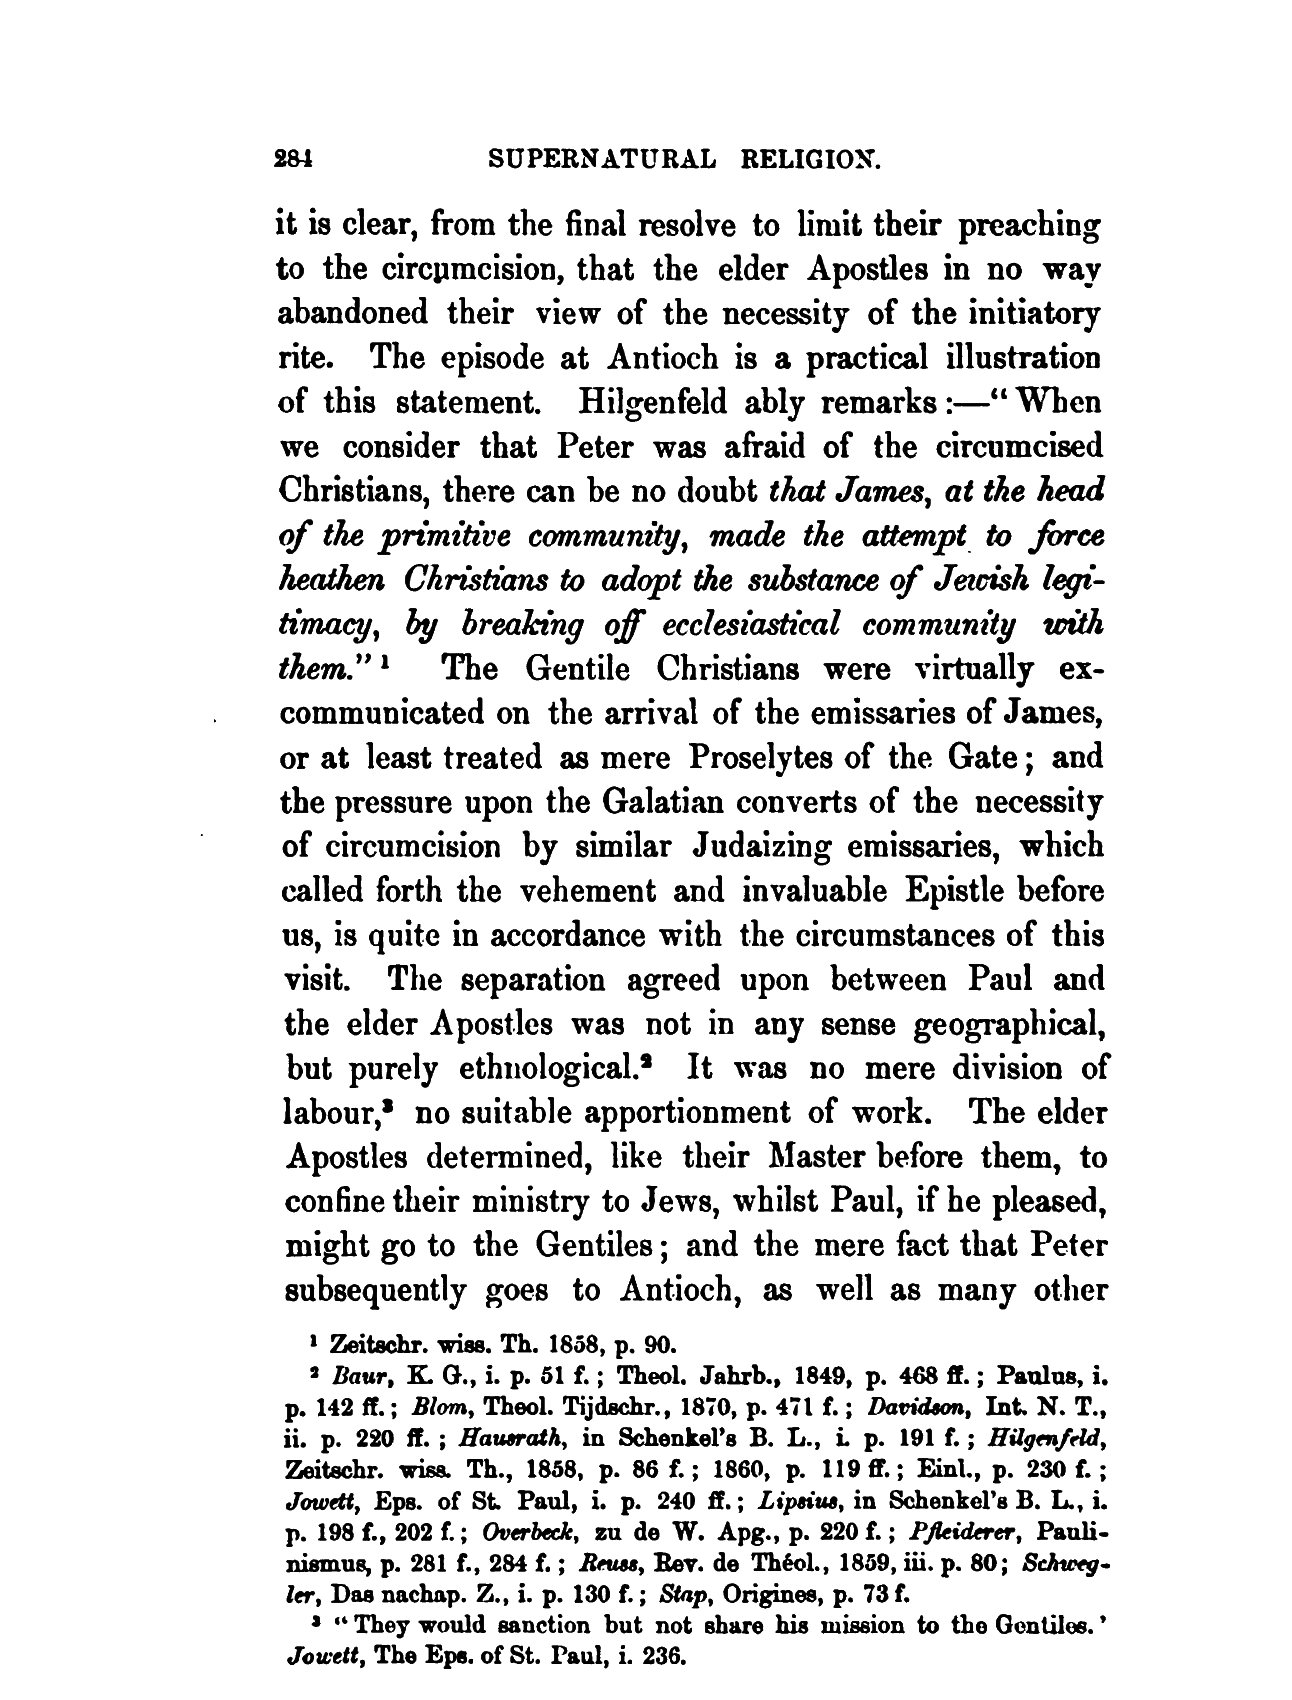 284 SUPERNATURAL RELIGION.
it is clear, from the final resolve to limit their preaching
to the circumcision, that the elder Apostles in no way
abandoned their view of the necessity of the initiatory
rite. The episode at Antioch is a practical illustration
of this statement. Hilgenfeld ably remarks :—“ When
we consider that Peter was afraid of the circumcised
Christians, there can be no doubt that James, at the head
of the primitive community, made the attempt to force
heathen Christians to adopt the substance of Jewish legi-
timacy, by breaking off ecclesiastical community with
them.” ¹ The Gentile Christians were virtually ex-
communicated on the arrival of the emissaries of James,
or at least treated as mere Proselytes of the Gate ; and
the pressure upon the Galatian converts of the necessity
of circumcision by similar Judaizing emissaries, which
called forth the vehement and invaluable Epistle before
us, is quite in accordance with the circumstances of this
visit. The separation agreed upon between Paul and
the elder Apostles was not in any sense geographical,
but purely ethnological.² It was no mere division of
labour,³ no suitable apportionment of work. The elder
Apostles determined, like their Master before them, to
confine their ministry to Jews, whilst Paul, if he pleased,
might go to the Gentiles ; and the mere fact that Peter
subsequently goes to Antioch, as well as many other
¹ Zeitschr. wiss. Th. 1858, p. 90.
² Baur, K. G., i. p. 51 f. ; Theol. Jahrb., 1849, p. 468 ff. ; Paulus, i.
p. 142 ff. ; Blom, Theol. Tijdschr., 1870, p. 471 f. ; Davidson, Int. N. T.,
ii. p. 220 ff. ; Hausrath, in Schenkel's B. L., i. p. 191 f. ; Hilgenfeld,
Zeitschr. wiss. Th., 1858, p. 86 f. ; 1860, p. 119 ff. ; Einl., p. 230 f. ;
Jowett, Eps. of St. Paul, i. p. 240 ff. ; Lipsius, in Schenkel's B. L., i.
p. 198 f., 202 f. ; Overbeck, zu de W. Apg., p. 220 f. ; Pfleiderer, Pauli-
nismus, p. 281 f., 284 f. ; Reuss, Rev. de Théol., 1859, iii. p. 80 ; Schweg-
ler, Das nachap. Z., i. p. 130 f. ; Stap, Origines, p. 73 f.
³ “ They would sanction but not share his mission to the Gentiles.’
Jowett, The Eps. of St. Paul, i. 236.